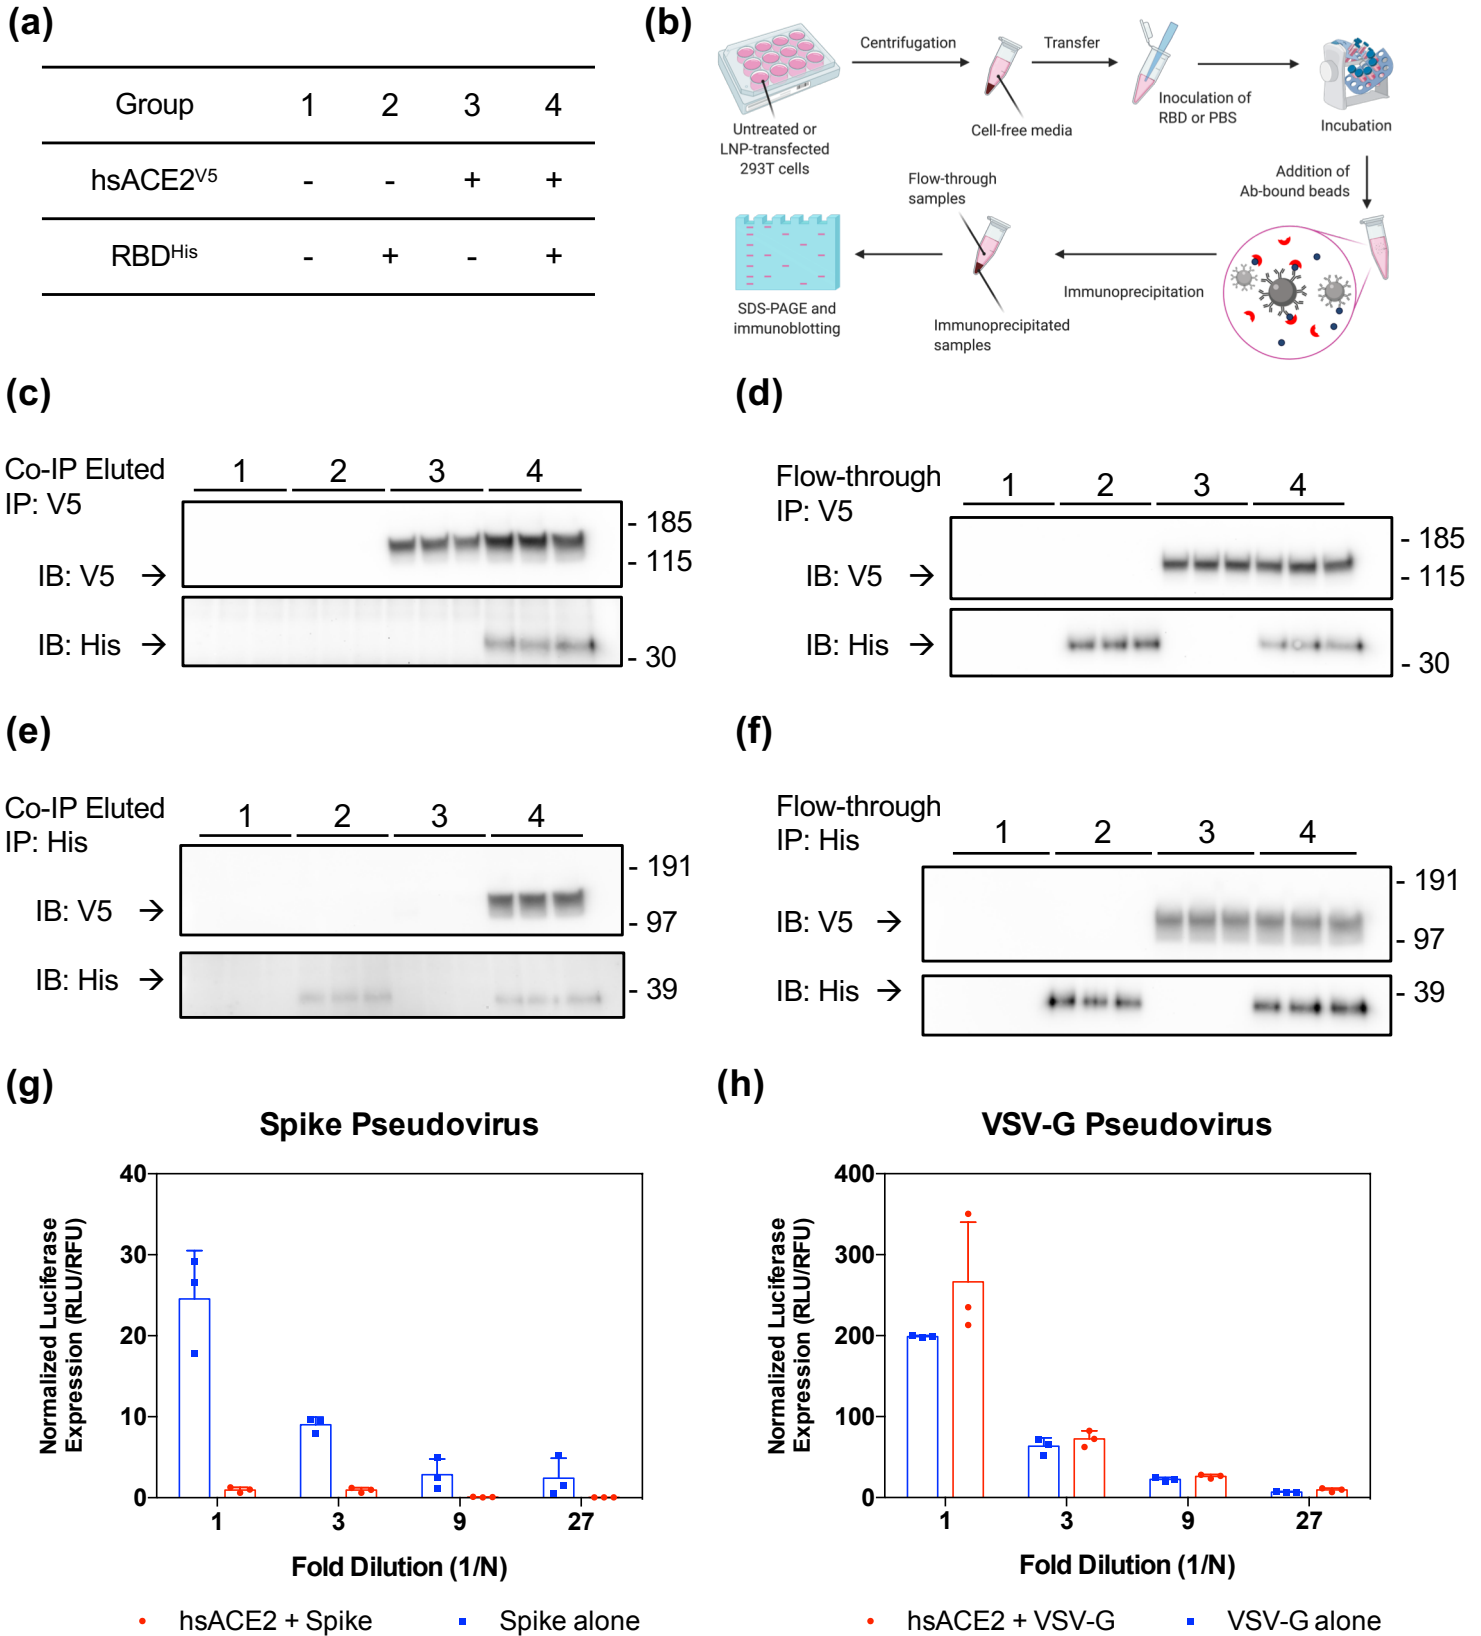 (a)
Group 1 2 3 4
hsACE2V5 - - + +
RBDHis - + - +
(b)
Centrifugation
Transfer
Untreated or
LNP-transfected
293T cells
Cell-free media
Inoculation of
RBD or PBS
Incubation
Addition of
Ab-bound beads
Flow-through
samples
Immunoprecipitation
Immunoprecipitated
samples
SDS-PAGE and
immunoblotting
(c)
Co-IP Eluted
IP: V5
1 2 3 4
- 185
- 115
IB: V5 →
IB: His →
- 30
(d)
Flow-through
IP: V5
1 2 3 4
- 185
- 115
IB: V5 →
IB: His →
- 30
(e)
Co-IP Eluted
IP: His
1 2 3 4
- 191
IB: V5 →
- 97
IB: His →
- 39
(f)
Flow-through
IP: His
1 2 3 4
- 191
IB: V5 →
- 97
IB: His →
- 39
(g)
Spike Pseudovirus
Normalized Luciferase
Expression (RLU/RFU)
40
30
20
10
0
1 3 9 27
Fold Dilution (1/N)
hsACE2 + Spike
Spike alone
(h)
VSV-G Pseudovirus
Normalized Luciferase
Expression (RLU/RFU)
400
300
200
100
0
1 3 9 27
Fold Dilution (1/N)
hsACE2 + VSV-G
VSV-G alone